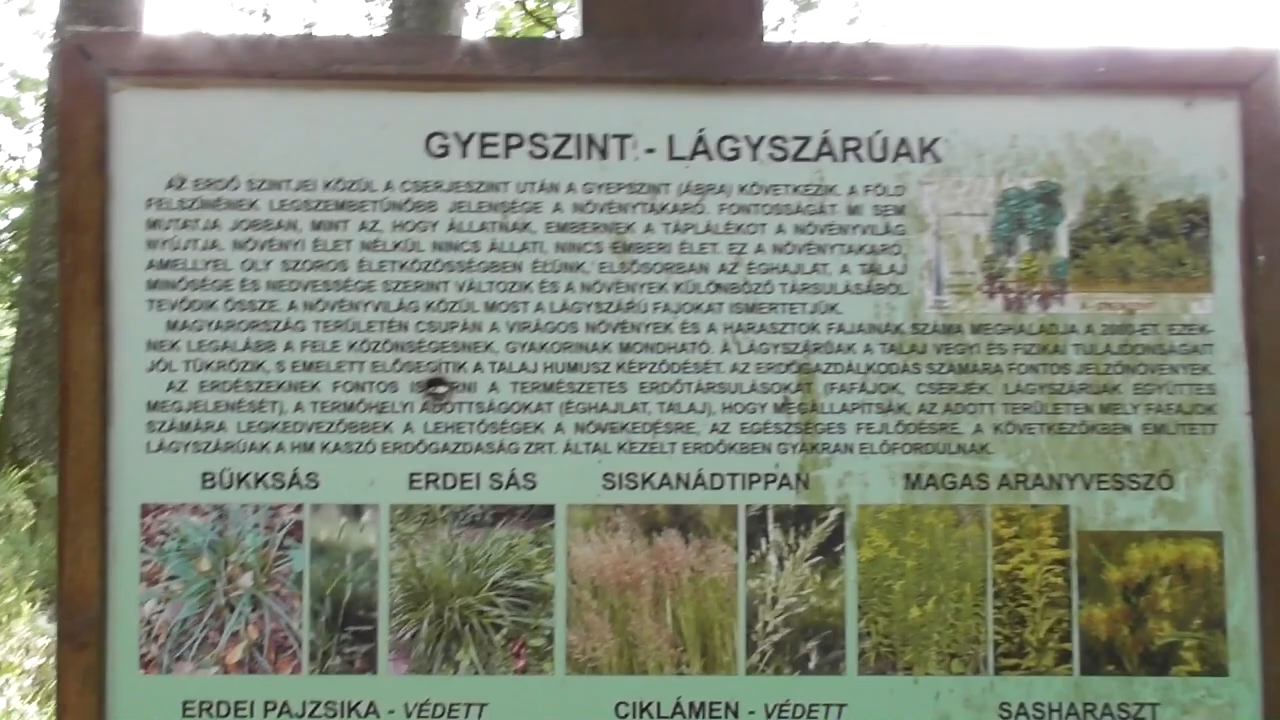 GYEPSZINT - LÁGYSZÁRÚAK
AZ ERDŐ SZINTJEI KÖZÜL A CSERJESZINT UTÁN A GYEPSZINT (ÁBRA) KÖVETKEZIK. A FÖLD
FELSZÍNÉNEK LEGSZEMBETŰNŐBB JELENSÉGE A NÖVÉNYTAKARÓ. FONTOSSÁGÁT MI SEM
MUTATJA JOBBAN, MINT AZ, HOGY ÁLLATNAK, EMBERNEK A TÁPLÁLÉKOT A NÖVÉNYVILÁG
NYÚJTJA. NÖVÉNYI ÉLET NÉLKÜL NINCS ÁLLATI, NINCS EMBERI ÉLET. EZ A NÖVÉNYTAKARÓ,
AMELLYEL OLY SZOROS ÉLETKÖZÖSSÉGBEN ÉLÜNK, ELSŐSORBAN AZ ÉGHAJLAT, A TALAJ
MINŐSÉGE ÉS NEDVESSÉGE SZERINT VÁLTOZIK ÉS A NÖVÉNYEK KÜLÖNBÖZŐ TÁRSULÁSÁBÓL
TEVŐDIK ÖSSZE. A NÖVÉNYVILÁG KÖZÜL MOST A LÁGYSZÁRÚ FAJOKAT ISMERTETJÜK.
MAGYARORSZÁG TERÜLETÉN CSUPÁN A VIRÁGOS NÖVÉNYEK ÉS A HARASZTOK FAJAINAK SZÁMA MEGHALADJA A 2000-ET. EZEK-
NEK LEGALÁBB A FELE KÖZÖNSÉGESNEK, GYAKORINAK MONDHATÓ. A LÁGYSZÁRÚAK A TALAJ VEGYI ÉS FIZIKAI TULAJDONSÁGAIT
JÓL TÜKRÖZIK, S EMELETT ELŐSEGÍTIK A TALAJ HUMUSZ KÉPZŐDÉSÉT. AZ ERDŐGAZDÁLKODÁS SZÁMÁRA FONTOS JELZŐNÖVÉNYEK.
AZ ERDÉSZEKNEK FONTOS ISMERNI A TERMÉSZETES ERDŐTÁRSULÁSOKAT (FAFAJOK, CSERJÉK, LÁGYSZÁRÚAK EGYÜTTES
MEGJELENÉSÉT), A TERMŐHELYI ADOTTSÁGOKAT (ÉGHAJLAT, TALAJ), HOGY MEGÁLLAPÍTSÁK, AZ ADOTT TERÜLETEN MELY FAFAJOK
SZÁMÁRA LEGKEDVEZŐBBEK A LEHETŐSÉGEK A NÖVEKEDÉSRE, AZ EGÉSZSÉGES FEJLŐDÉSRE. A KÖVETKEZŐKBEN EMLÍTETT
LÁGYSZÁRÚAK A HM KASZÓ ERDŐGAZDASÁG ZRT. ÁLTAL KEZELT ERDŐKBEN GYAKRAN ELŐFORDULNAK.
BÜKKSÁS ERDEI SÁS SISKANÁDTIPPAN MAGAS ARANYVESSZŐ
ERDEI PAJZSIKA - VÉDETT CIKLÁMEN - VÉDETT SASHARASZT